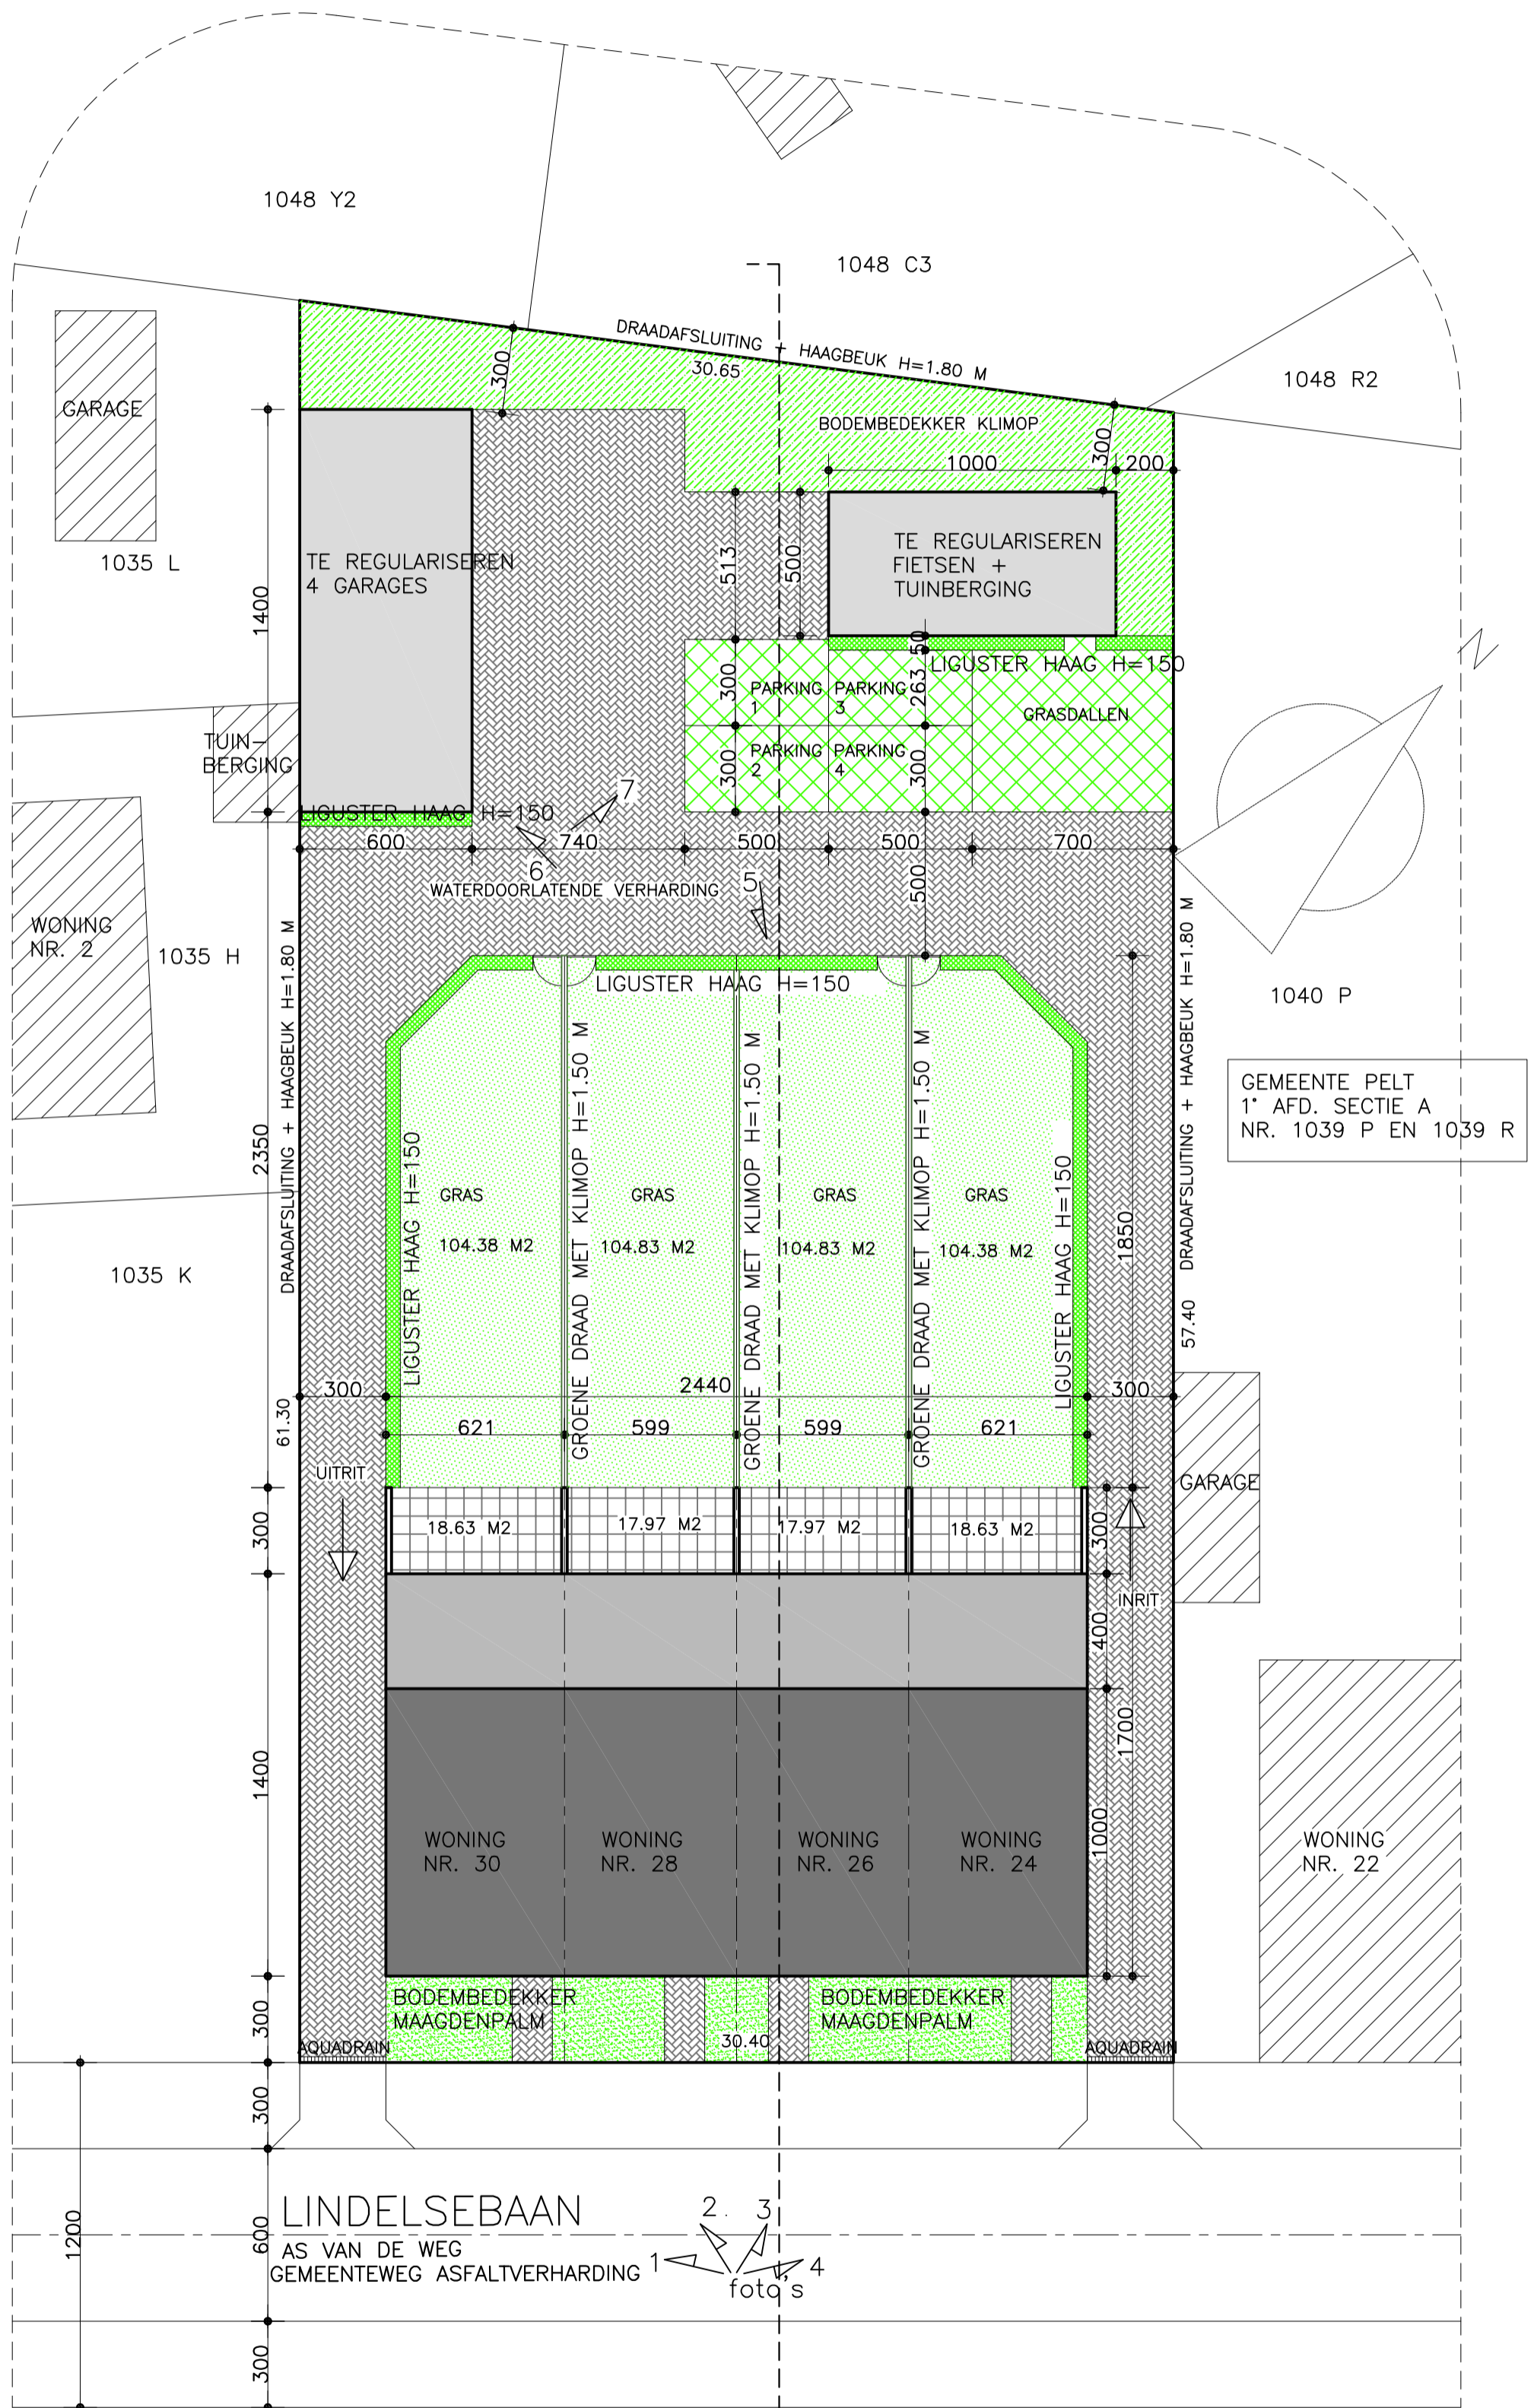 1048 Y2
1048 C3
1048 R2
DRAADAFSLUITING + HAAGBEUK H=1.80 M
30.65
300
GARAGE
BODEMBEDEKKER KLIMOP
300
1000
200
1035 L
1400
TE REGULARISEREN
4 GARAGES
513
500
TE REGULARISEREN
FIETSEN +
TUINBERGING
50
LIGUSTER HAAG H=150
263
300
PARKING
1
PARKING
3
GRASDALLEN
TUIN-
BERGING
300
PARKING
2
PARKING
4
300
7
LIGUSTER HAAG H=150
600
740
500
500
700
6
5
500
WATERDOORLATENDE VERHARDING
WONING
NR. 2
1035 H
DRAADAFSLUITING + HAAGBEUK H=1.80 M
LIGUSTER HAAG H=150
DRAADAFSLUITING + HAAGBEUK H=1.80 M
1040 P
GEMEENTE PELT
1° AFD. SECTIE A
NR. 1039 P EN 1039 R
2350
LIGUSTER HAAG H=150
GROENE DRAAD MET KLIMOP H=1.50 M
GROENE DRAAD MET KLIMOP H=1.50 M
GROENE DRAAD MET KLIMOP H=1.50 M
LIGUSTER HAAG H=150
1850
GRAS
GRAS
GRAS
GRAS
104.38 M2
104.83 M2
104.83 M2
104.38 M2
1035 K
57.40
300
2440
300
61.30
621
599
599
621
UITRIT
GARAGE
300
18.63 M2
17.97 M2
17.97 M2
18.63 M2
300
INRIT
400
1400
1700
1000
WONING
NR. 30
WONING
NR. 28
WONING
NR. 26
WONING
NR. 24
WONING
NR. 22
300
BODEMBEDEKKER
MAAGDENPALM
BODEMBEDEKKER
MAAGDENPALM
30.40
AQUADRAIN
AQUADRAIN
300
1200
600
LINDELSEBAAN
AS VAN DE WEG
GEMEENTEWEG ASFALTVERHARDING
1
2.
3
4
foto's
300